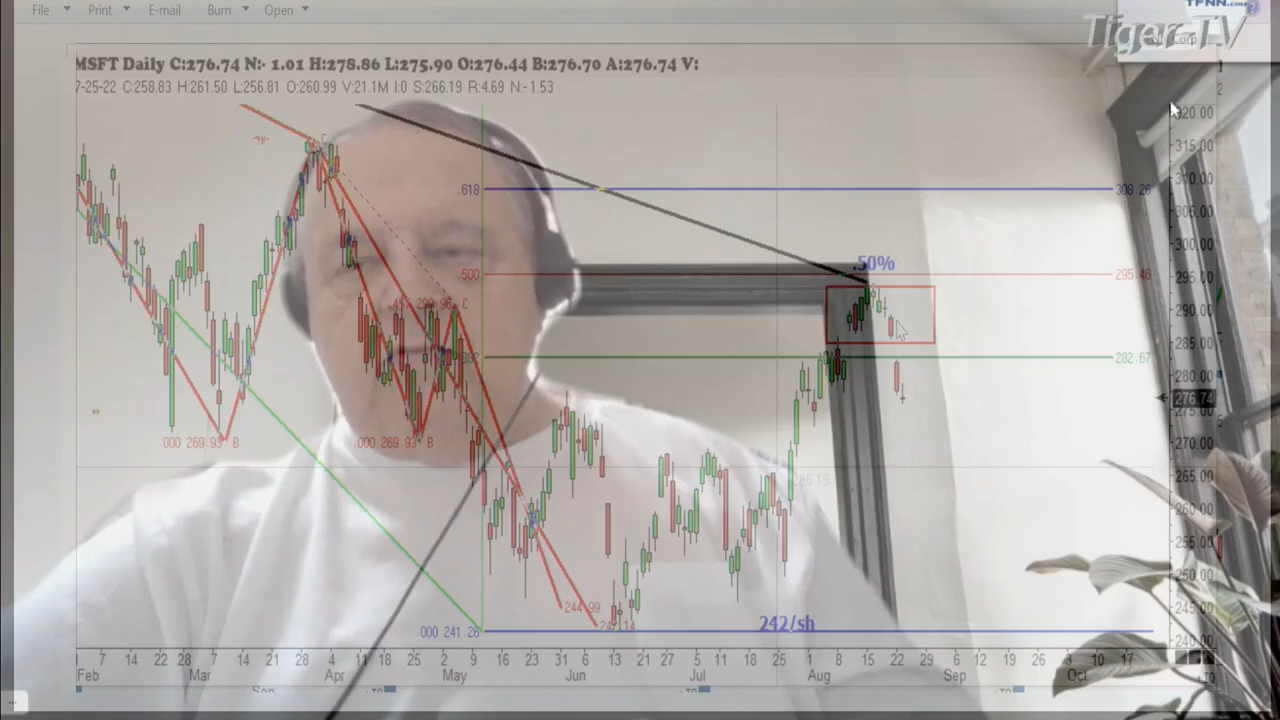 File Print E-mail Burn Open
TFNN.com
Tiger-TV
MSFT Daily C:276.74 N:- 1.01 H:278.86 L:275.90 O:276.44 B:276.70 A:276.74 V:
7-25-22 C:258.83 H:261.50 L:256.81 O:260.99 V:21.1M I:0 S:266.19 R:4.69 N:-1.53
320.00
315.00
310.00
.618 308.26
305.00
300.00
.50%
.500 295.46
295.00
290.00
285.00
282.67
280.00
276.74
270.00
.000 269.93 B .000 269.93 B
265.00
260.00
255.00
250.00
244.99
245.00
242/sh
.000 241.26
240.00
7 14 22 28 7 14 21 28 4 11 18 25 2 9 16 23 31 6 13 21 27 5 11 18 25 1 8 15 22 29 6 12 19 26 3 10 17
Feb Mar Apr May Jun Jul Aug Sep Oct